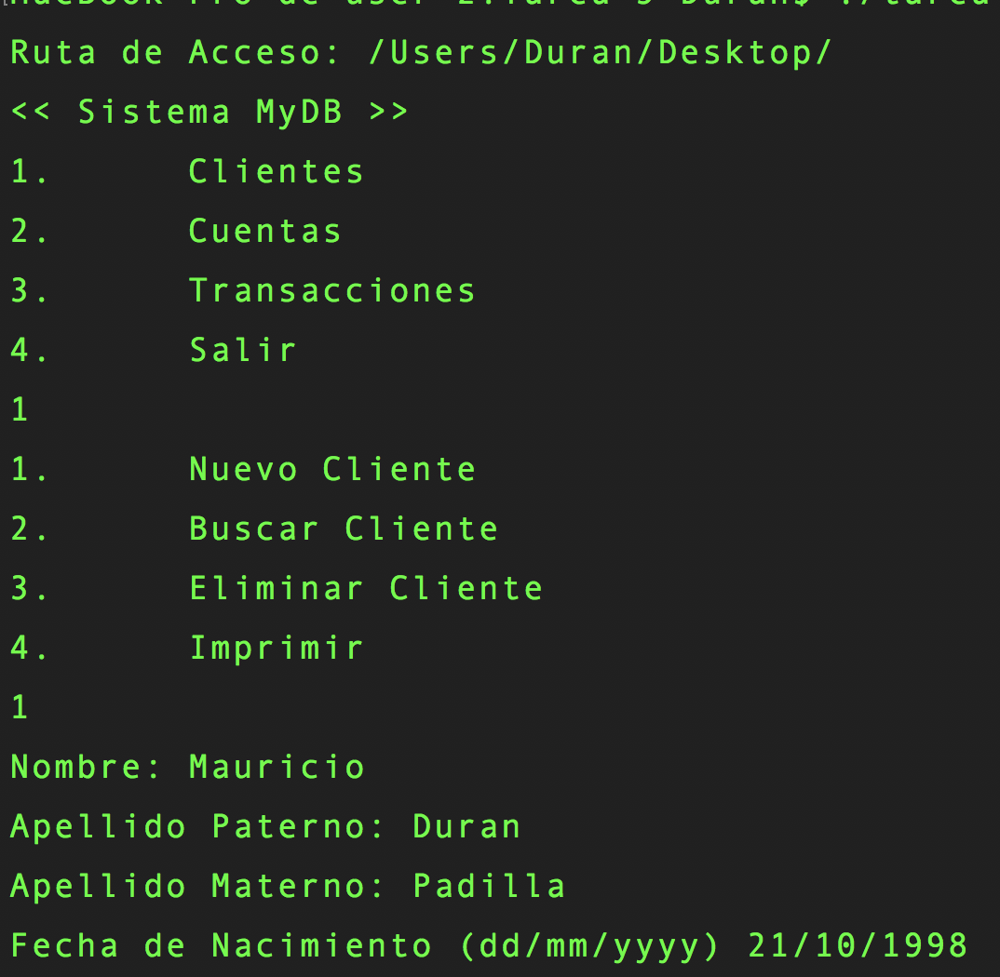 Ruta de Acceso: /Users/Duran/Desktop/
<< Sistema MyDB >>
1. Clientes
2. Cuentas
3. Transacciones
4. Salir
1
1. Nuevo Cliente
2. Buscar Cliente
3. Eliminar Cliente
4. Imprimir
1
Nombre: Mauricio
Apellido Paterno: Duran
Apellido Materno: Padilla
Fecha de Nacimiento (dd/mm/yyyy) 21/10/1998